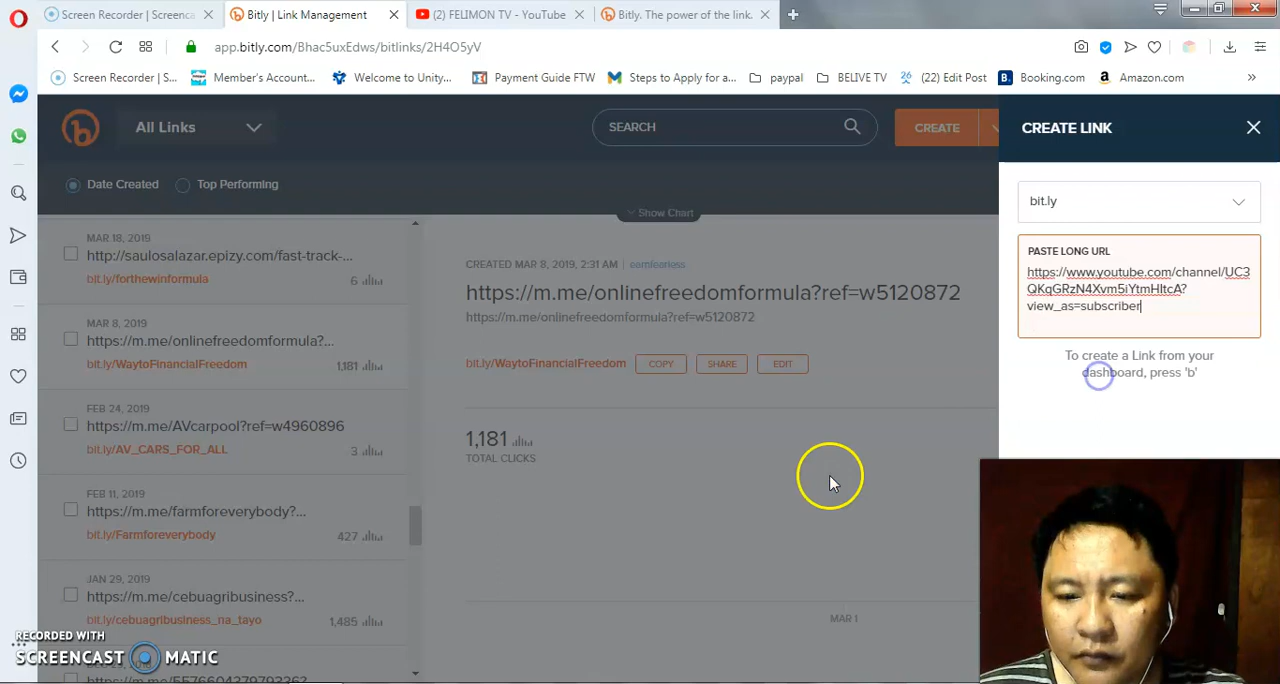 Screen Recorder | Screenca
Bitly | Link Management
(2) FELIMON TV - YouTube
Bitly. The power of the link.
app.bitly.com/Bhac5uxEdws/bitlinks/2H4O5yV
Screen Recorder | S...
Member's Account...
Welcome to Unity...
Payment Guide FTW
Steps to Apply for a...
paypal
BELIVE TV
(22) Edit Post
Booking.com
Amazon.com
All Links
SEARCH
CREATE
CREATE LINK
Date Created
Top Performing
Show Chart
bit.ly
PASTE LONG URL
https://www.youtube.com/channel/UC3
QKqGRzN4Xvm5iYtmHItcA?
view_as=subscriber
To create a Link from your
dashboard, press 'b'
MAR 18, 2019
http://saulosalazar.epizy.com/fast-track-...
bit.ly/forthewinformula
6
MAR 8, 2019
https://m.me/onlinefreedomformula?...
bit.ly/WaytoFinancialFreedom
1,181
FEB 24, 2019
https://m.me/AVcarpool?ref=w4960896
bit.ly/AV_CARS_FOR_ALL
3
FEB 11, 2019
https://m.me/farmforeverybody?...
bit.ly/Farmforeverybody
427
JAN 29, 2019
https://m.me/cebuagribusiness?...
bit.ly/cebuagribusiness_na_tayo
1,485
CREATED MAR 8, 2019, 2:31 AM |
https://m.me/onlinefreedomformula?ref=w5120872
https://m.me/onlinefreedomformula?ref=w5120872
bit.ly/WaytoFinancialFreedom
COPY
SHARE
EDIT
1,181
TOTAL CLICKS
MAR 1
RECORDED WITH
SCREENCAST MATIC